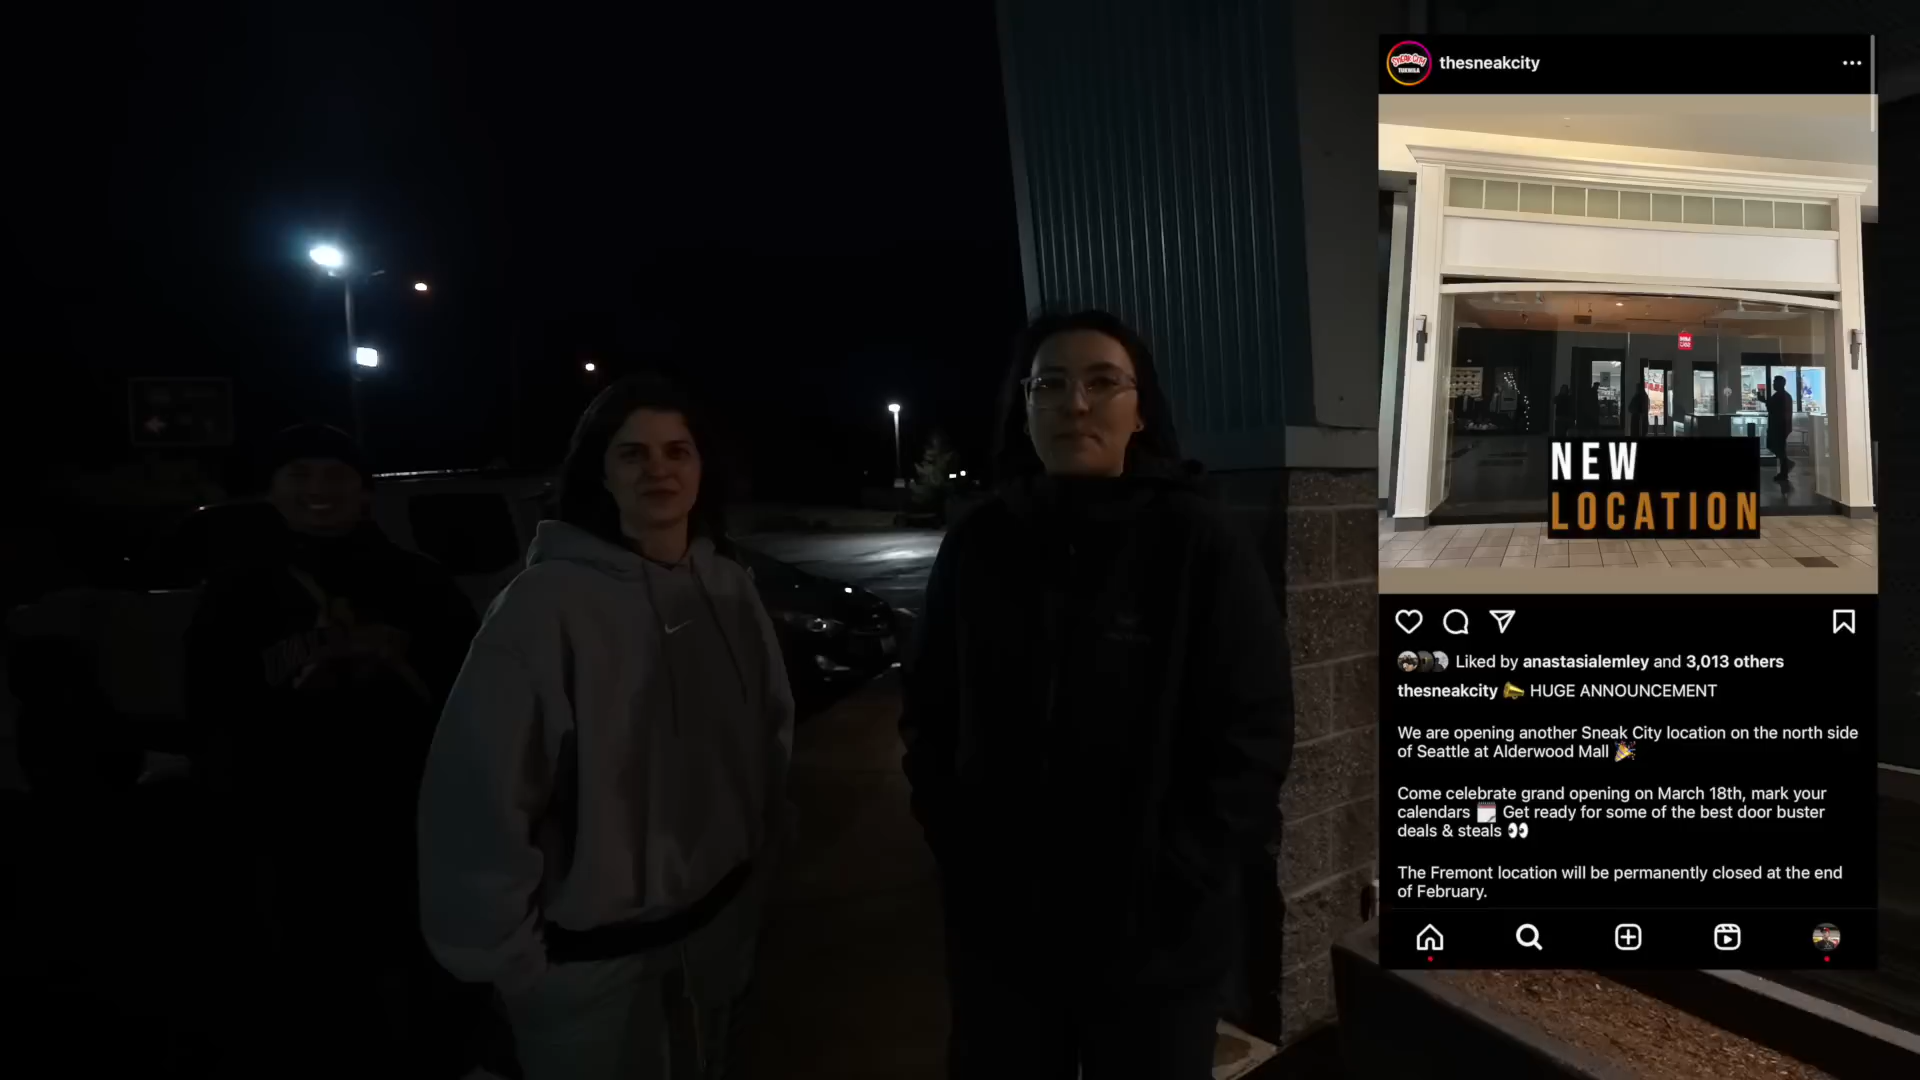 SNEAK CITY
TUKWILA
thesneakcity
NEW
LOCATION
Liked by anastasialemley and 3,013 others
thesneakcity 📣 HUGE ANNOUNCEMENT
We are opening another Sneak City location on the north side
of Seattle at Alderwood Mall 🎉
Come celebrate grand opening on March 18th, mark your
calendars 🗓️ Get ready for some of the best door buster
deals & steals 👀
The Fremont location will be permanently closed at the end
of February.